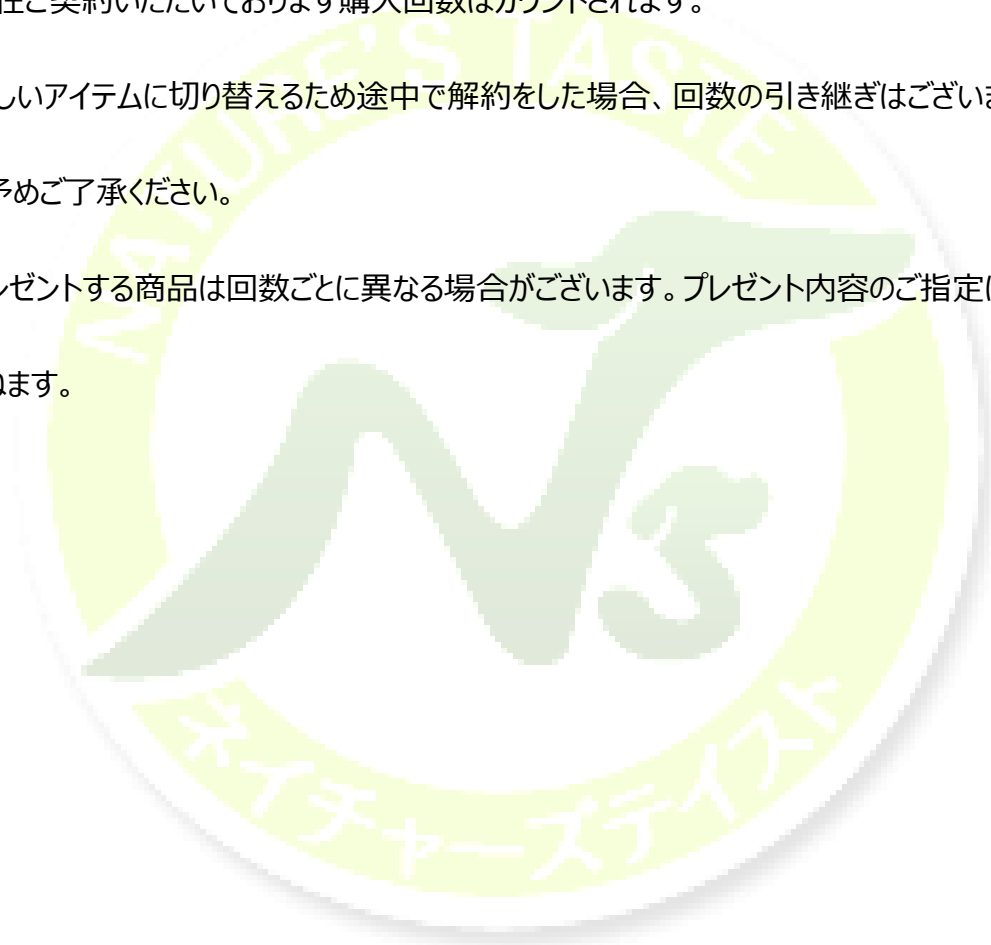 在ご契約いただいております購入回数はカウントされます。
しいアイテムに切り替えるため途中で解約をした場合、回数の引き継ぎはございま
予めご了承ください。
レゼントする商品は回数ごとに異なる場合がございます。プレゼント内容のご指定は
ねます。
NATURE'S TASTE
N's
ネイチャーズテイスト